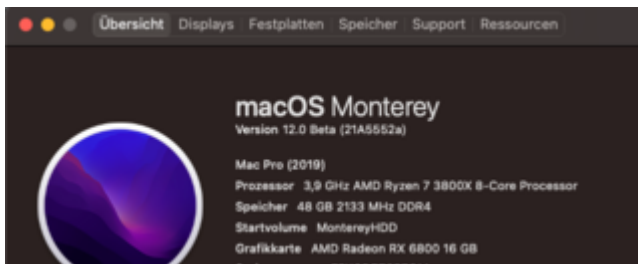 Übersicht Displays Festplatten Speicher Support Ressourcen
macOS Monterey
Version 12.0 Beta (21A5552a)
Mac Pro (2019)
Prozessor 3,9 GHz AMD Ryzen 7 3800X 8-Core Processor
Speicher 48 GB 2133 MHz DDR4
Startvolume MontereyHDD
Grafikkarte AMD Radeon RX 6800 16 GB